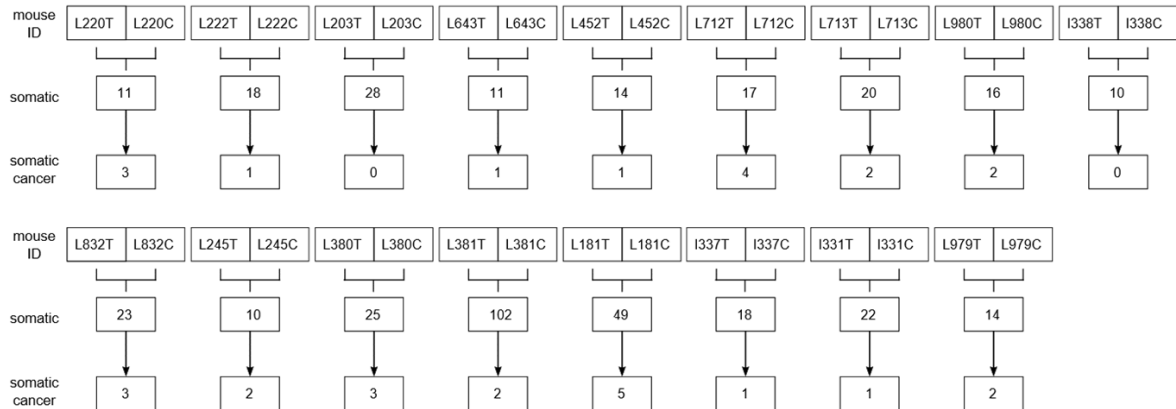 mouse ID L220T L220C L222T L222C L203T L203C L643T L643C L452T L452C L712T L712C L713T L713C L980T L980C I338T I338C
somatic 11 18 28 11 14 17 20 16 10
somatic cancer 3 1 0 1 1 4 2 2 0
mouse ID L832T L832C L245T L245C L380T L380C L381T L381C L181T L181C I337T I337C I331T I331C L979T L979C
somatic 23 10 25 102 49 18 22 14
somatic cancer 3 2 3 2 5 1 1 2